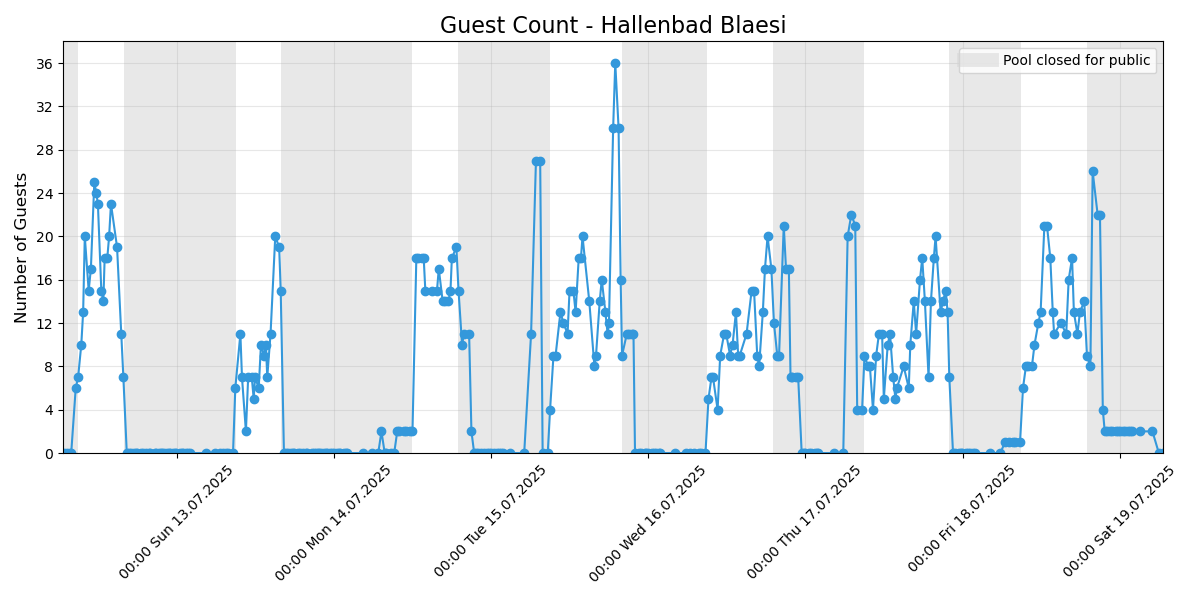 Guest Count - Hallenbad Blaesi
Pool closed for public
Number of Guests
36
32
28
24
20
16
12
8
4
0
00:00 Sun 13.07.2025
00:00 Mon 14.07.2025
00:00 Tue 15.07.2025
00:00 Wed 16.07.2025
00:00 Thu 17.07.2025
00:00 Fri 18.07.2025
00:00 Sat 19.07.2025